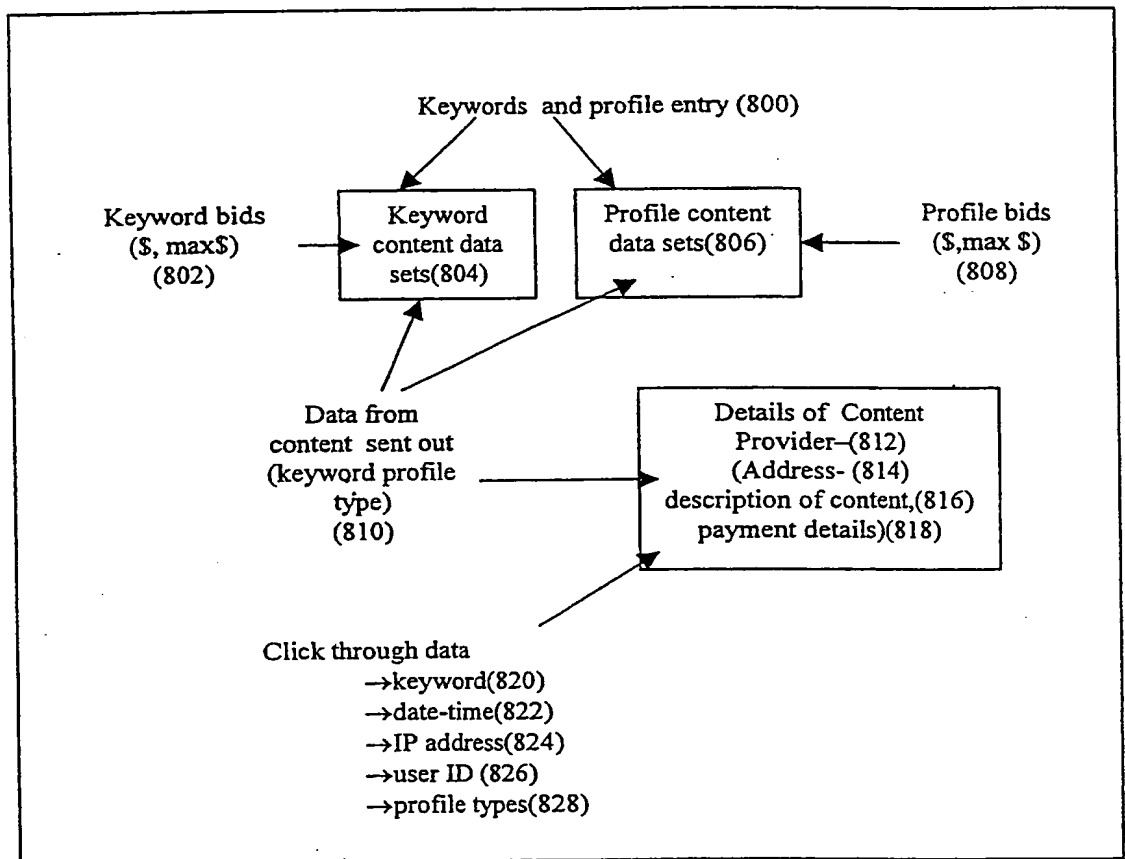 Keywords and profile entry (800)
Keyword bids
($, max$)
(802)
Keyword
content data
sets(804)
Profile content
data sets(806)
Profile bids
($,max $)
(808)
Data from
content sent out
(keyword profile
type)
(810)
Details of Content
Provider–(812)
(Address- (814)
description of content,(816)
payment details)(818)
Click through data
→keyword(820)
→date-time(822)
→IP address(824)
→user ID (826)
→profile types(828)